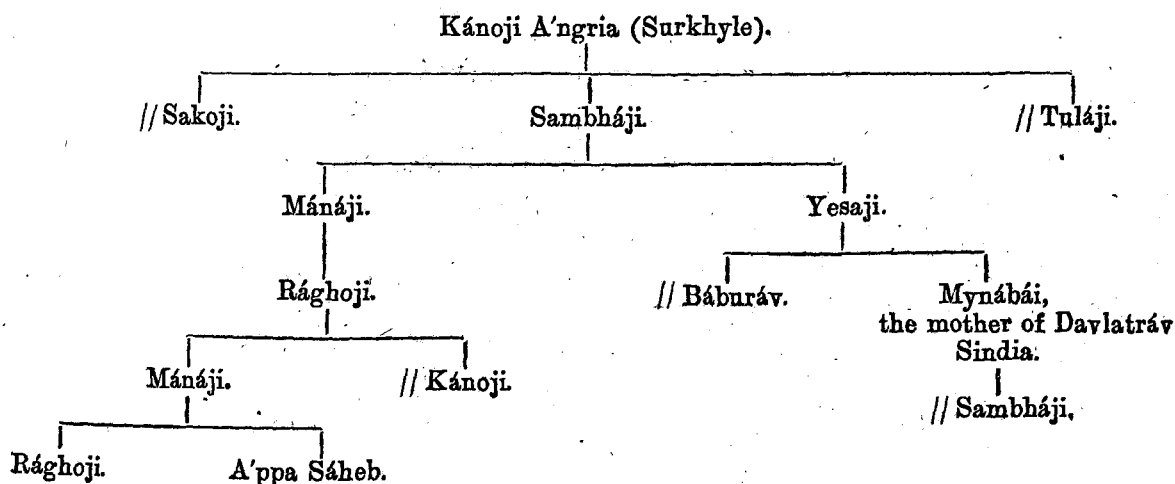 Kánoji A'ngria (Surkhyle).
// Sakoji. Sambháji. // Tuláji.
Mánáji. Yesaji.
Rághoji. // Báburáv. Mynábái,
the mother of Davlatráv
Sindia.
Mánáji. // Kánoji.
// Sambháji.
Rághoji. A'ppa Sáheb.